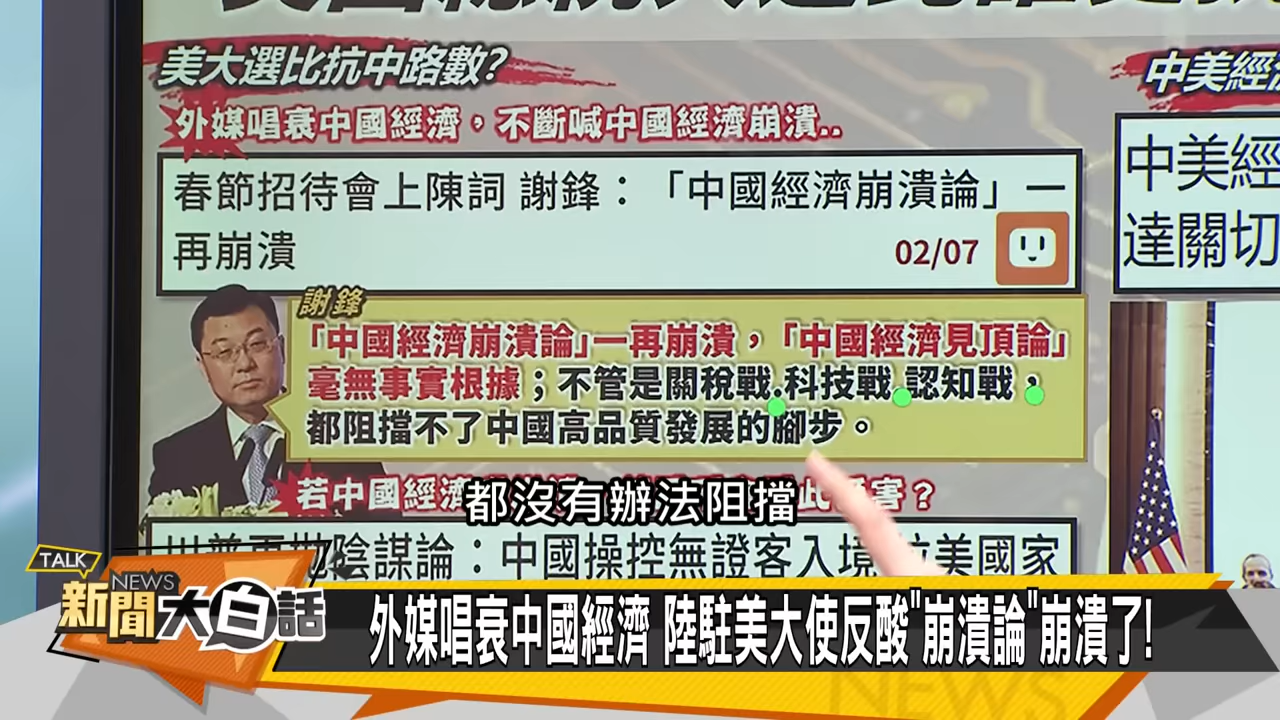 美大選比抗中路數?
外媒唱衰中國經濟,不斷喊中國經濟崩潰..
春節招待會上陳詞 謝鋒:「中國經濟崩潰論」一
再崩潰
02/07
謝鋒
「中國經濟崩潰論」一再崩潰,「中國經濟見頂論」
毫無事實根據;不管是關稅戰、科技戰、認知戰,
都阻擋不了中國高品質發展的腳步。
若中國經濟
害?
都沒有辦法阻擋
陰謀論:中國操控無證客入境
美國家
中美經
中美經
達關切
TALK
NEWS
新聞大白話
外媒唱衰中國經濟 陸駐美大使反酸"崩潰論"崩潰了!
NEWS